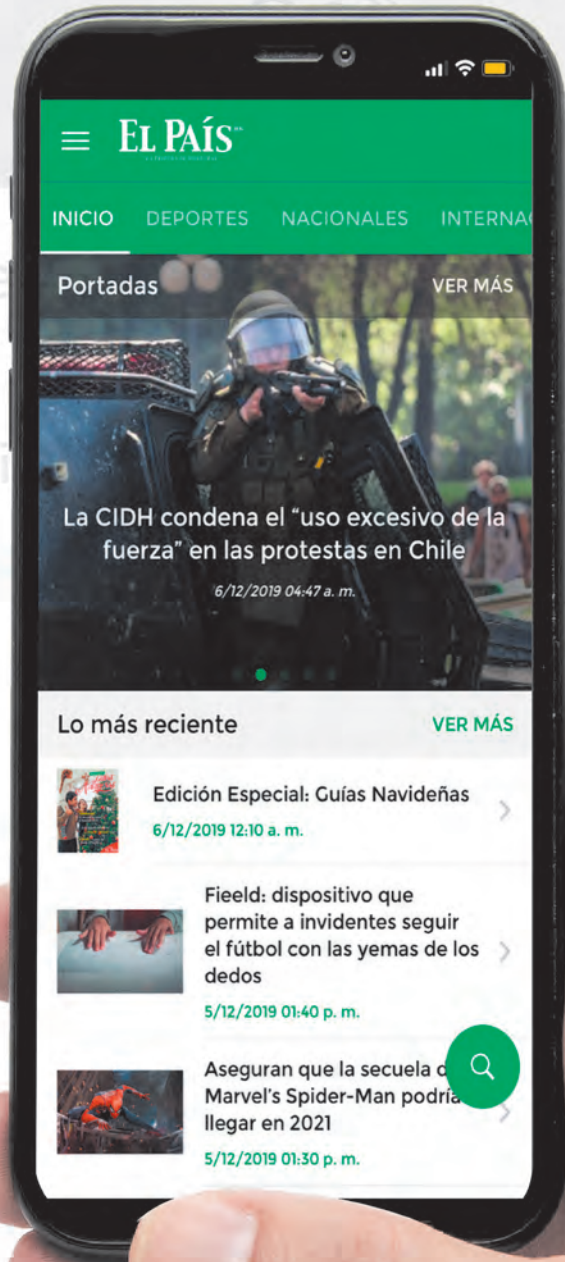 EL PAÍS
INICIO DEPORTES NACIONALES INTERNA
Portadas VER MÁS
La CIDH condena el “uso excesivo de la
fuerza” en las protestas en Chile
6/12/2019 04:47 a. m.
Lo más reciente VER MÁS
Edición Especial: Guías Navideñas
6/12/2019 12:10 a. m.
Fieeld: dispositivo que
permite a invidentes seguir
el fútbol con las yemas de los
dedos
5/12/2019 01:40 p. m.
Aseguran que la secuela d
Marvel’s Spider-Man podría
llegar en 2021
5/12/2019 01:30 p. m.